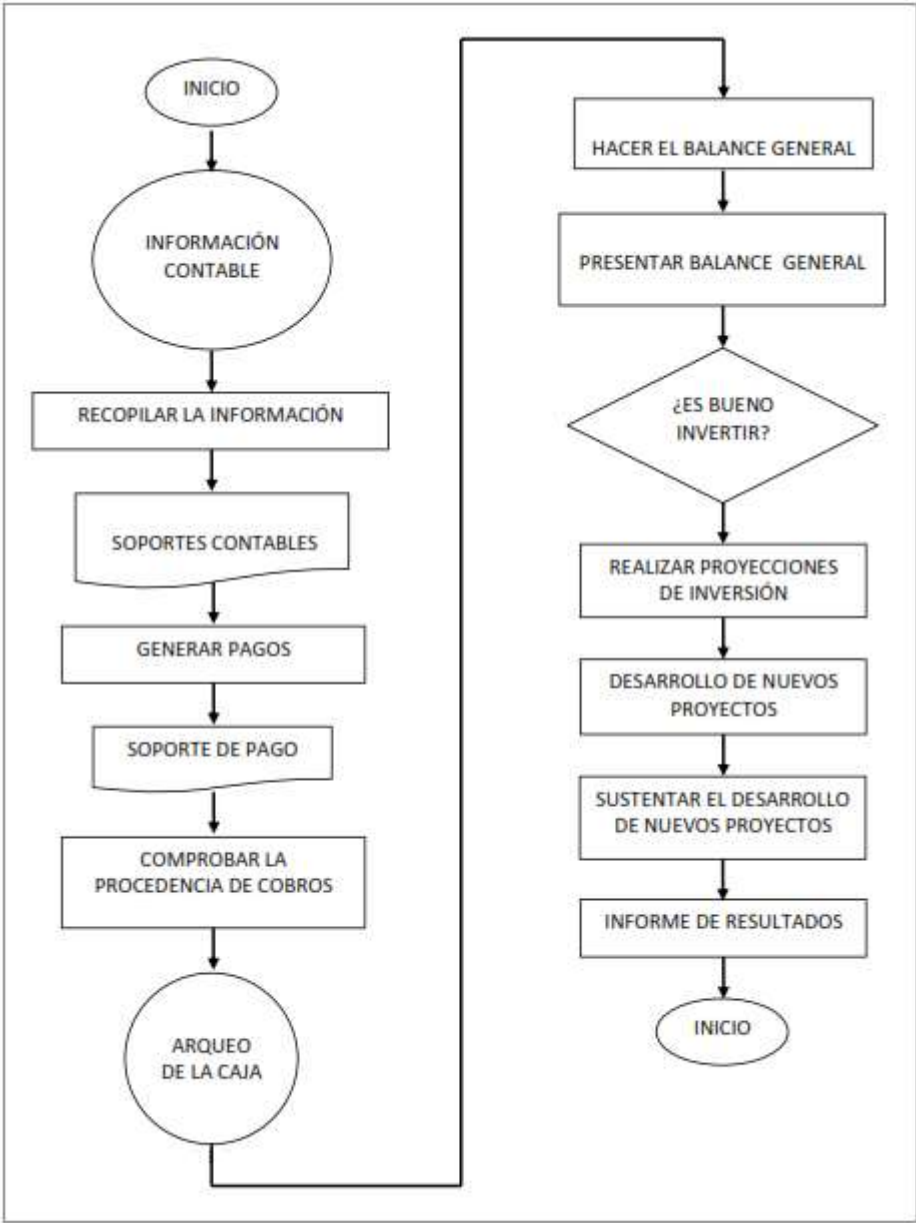 INICIO
INFORMACIÓN
CONTABLE
RECOPILAR LA INFORMACIÓN
SOPORTES CONTABLES
GENERAR PAGOS
SOPORTE DE PAGO
COMPROBAR LA
PROCEDENCIA DE COBROS
ARQUEO
DE LA CAJA
HACER EL BALANCE GENERAL
PRESENTAR BALANCE GENERAL
¿ES BUENO
INVERTIR?
REALIZAR PROYECCIONES
DE INVERSIÓN
DESARROLLO DE NUEVOS
PROYECTOS
SUSTENTAR EL DESARROLLO
DE NUEVOS PROYECTOS
INFORME DE RESULTADOS
INICIO